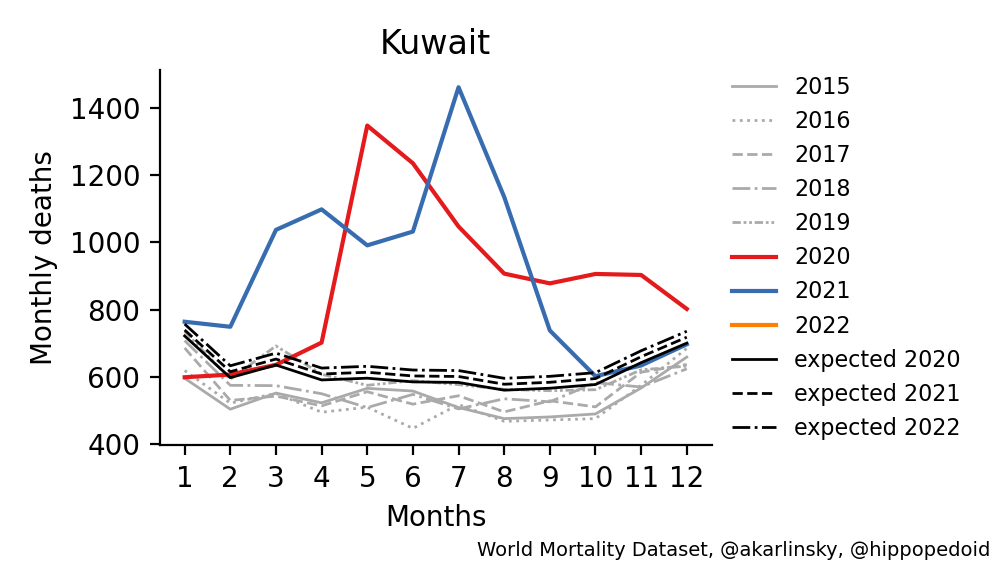 Kuwait
Monthly deaths
1400
1200
1000
800
600
400
1 2 3 4 5 6 7 8 9 10 11 12
Months
2015
2016
2017
2018
2019
2020
2021
2022
expected 2020
expected 2021
expected 2022
World Mortality Dataset, @akarlinsky, @hippopedoid